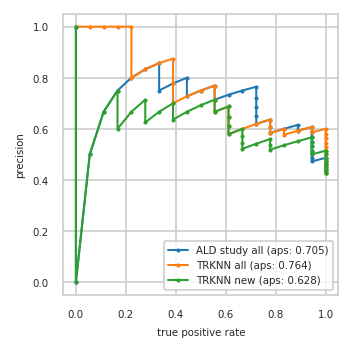 precision
1.0
0.8
0.6
0.4
0.2
0.0
ALD study all (aps: 0.705)
TRKNN all (aps: 0.764)
TRKNN new (aps: 0.628)
0.0 0.2 0.4 0.6 0.8 1.0
true positive rate